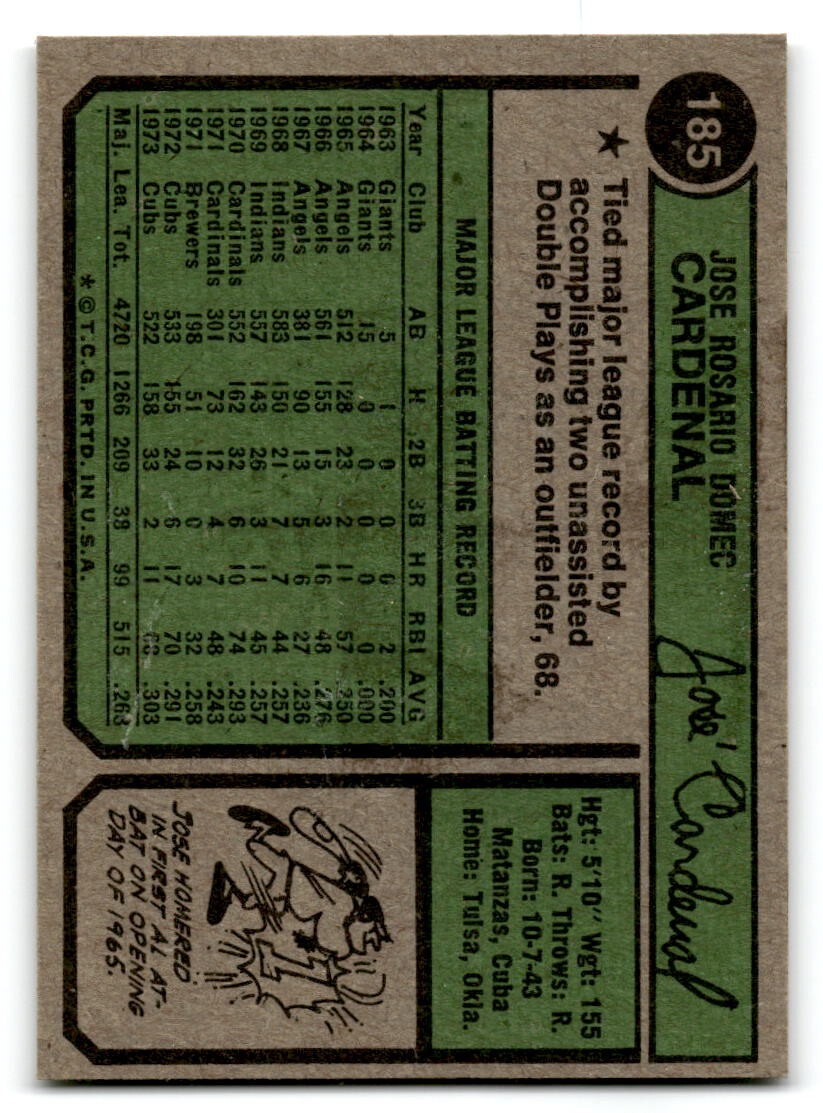 185
JOSE ROSARIO DOMEC
CARDENAL
Jose Cardenal
★ Tied major league record by
accomplishing two unassisted
Double Plays as an outfielder, 68.
Hgt: 5'10" Wgt: 155
Bats: R. Throws: R.
Born: 10-7-43
Matanzas, Cuba
Home: Tulsa, Okla.
MAJOR LEAGUE BATTING RECORD
Year Club AB H 2B 3B HR RBI AVG
1963 Giants 5 1 0 0 0 2 .200
1964 Giants 15 0 0 0 0 0 .000
1965 Angels 512 128 23 2 11 57 .250
1966 Angels 561 155 15 3 16 48 .276
1967 Angels 381 90 13 5 6 27 .236
1968 Indians 583 150 21 7 7 44 .257
1969 Indians 557 143 26 3 11 45 .257
1970 Cardinals 552 162 32 6 10 74 .293
1971 Cardinals 301 73 12 4 7 48 .243
1971 Brewers 198 51 10 0 3 32 .258
1972 Cubs 533 155 24 6 17 70 .291
1973 Cubs 522 158 33 2 11 68 .303
Maj. Lea. Tot. 4720 1266 209 38 99 515 .268
* © T.C.G. PRTD. IN U.S.A.
JOSE HOMERED
IN FIRST AL AT-
BAT ON OPENING
DAY OF 1965.